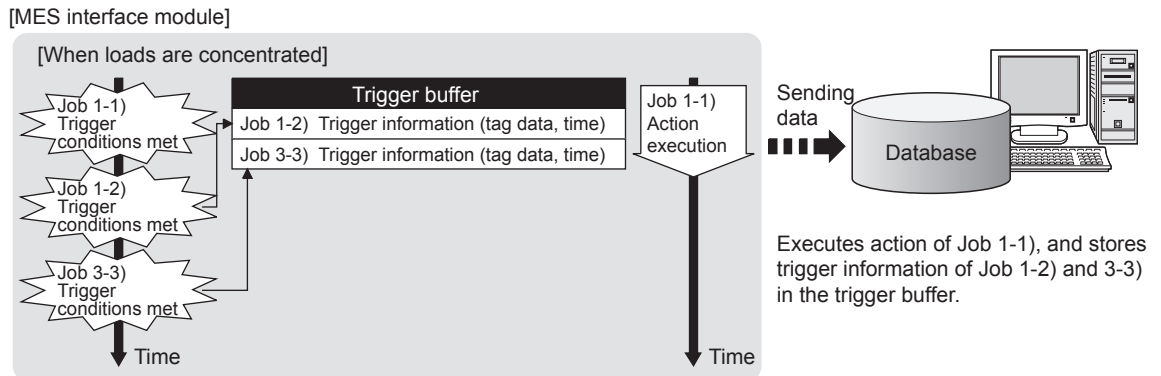 [MES interface module]
[When loads are concentrated]
Job 1-1)
Trigger
conditions met
Job 1-2)
Trigger
conditions met
Job 3-3)
Trigger
conditions met
Time
Trigger buffer
Job 1-2) Trigger information (tag data, time)
Job 3-3) Trigger information (tag data, time)
Job 1-1)
Action
execution
Time
Sending
data
Database
Executes action of Job 1-1), and stores
trigger information of Job 1-2) and 3-3)
in the trigger buffer.